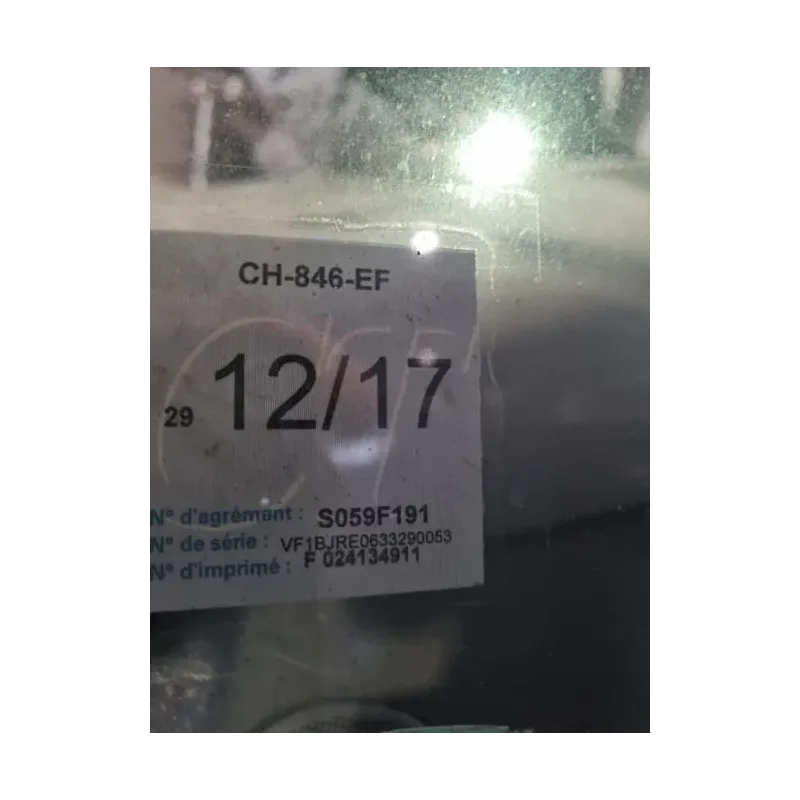 CH-846-EF
29 12/17
N° d'agrément : S059F191
N° de série : VF1BJRE0633290053
N° d'imprimé : F 024134911